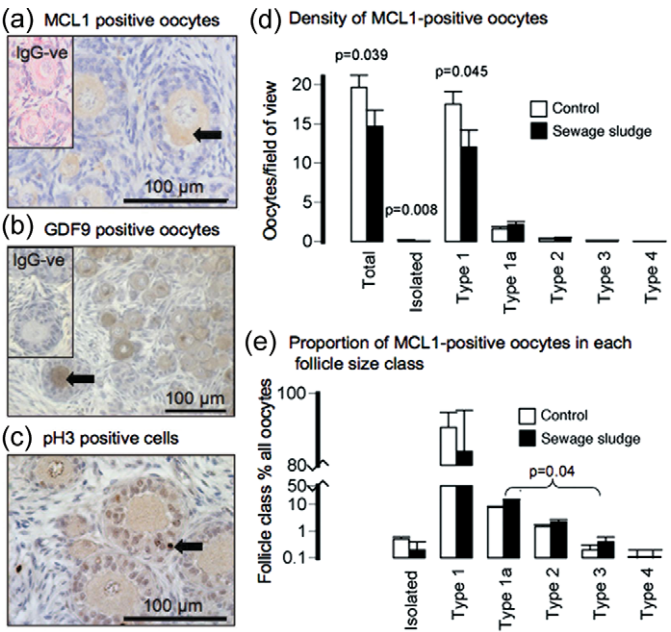 (a) MCL1 positive oocytes
IgG-ve
100 µm
(b) GDF9 positive oocytes
IgG-ve
100 µm
(c) pH3 positive cells
100 µm
(d) Density of MCL1-positive oocytes
p=0.039
p=0.008
p=0.045
Control
Sewage sludge
Oocytes/field of view
20
15
10
5
0
Total
Isolated
Type 1
Type 1a
Type 2
Type 3
Type 4
(e) Proportion of MCL1-positive oocytes in each
follicle size class
Control
Sewage sludge
p=0.04
Follicle class % all oocytes
100
80
50
10
1
0.1
Isolated
Type 1
Type 1a
Type 2
Type 3
Type 4